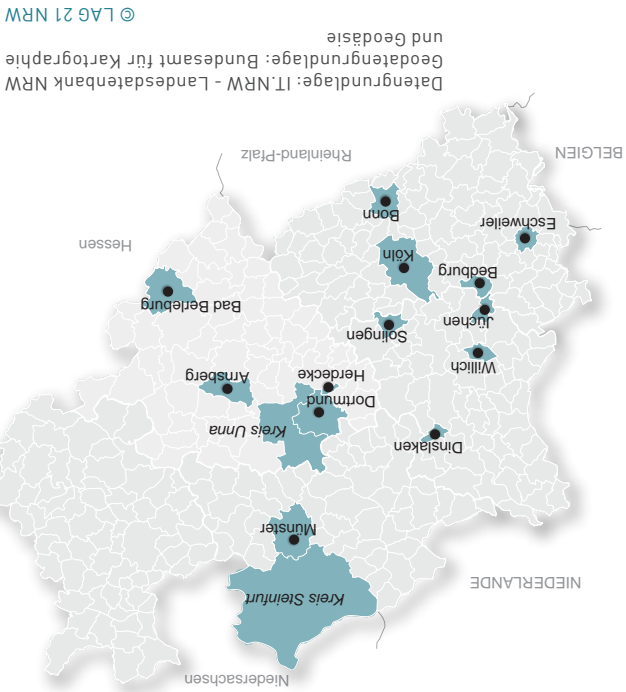 Niedersachsen
Kreis Steinfurt
NIEDERLANDE
Münster
Dinslaken
Kreis Unna
Dortmund
Herdecke
Arnsberg
Willich
Solingen
Jüchen
Bad Berleburg
Bedburg
Köln
Hessen
Eschweiler
Bonn
BELGIEN
Rheinland-Pfalz
Datengrundlage: IT.NRW - Landesdatenbank NRW
Geodatengrundlage: Bundesamt für Kartographie
und Geodäsie
© LAG 21 NRW